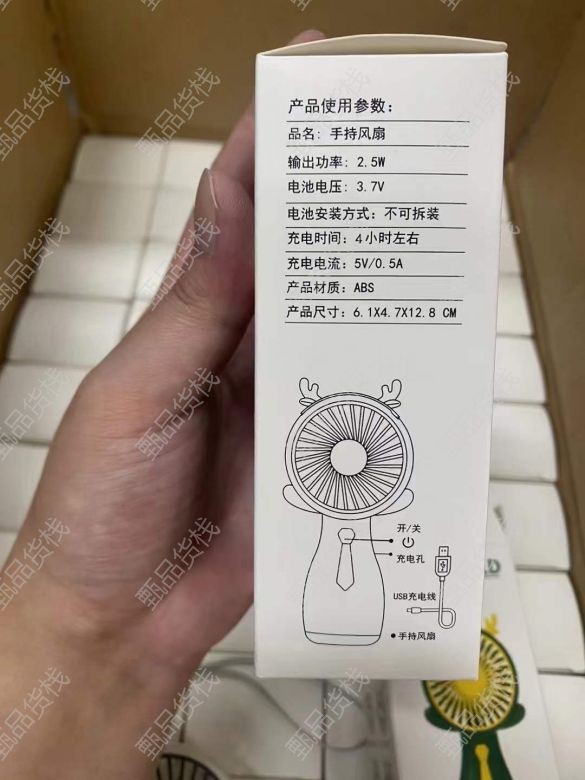 产品使用参数:
品名: 手持风扇
输出功率: 2.5W
电池电压: 3.7V
电池安装方式: 不可拆装
充电时间: 4小时左右
充电电流: 5V/0.5A
产品材质: ABS
产品尺寸: 6.1X4.7X12.8 CM
开/关
充电孔
USB充电线
●手持风扇
甄品货栈